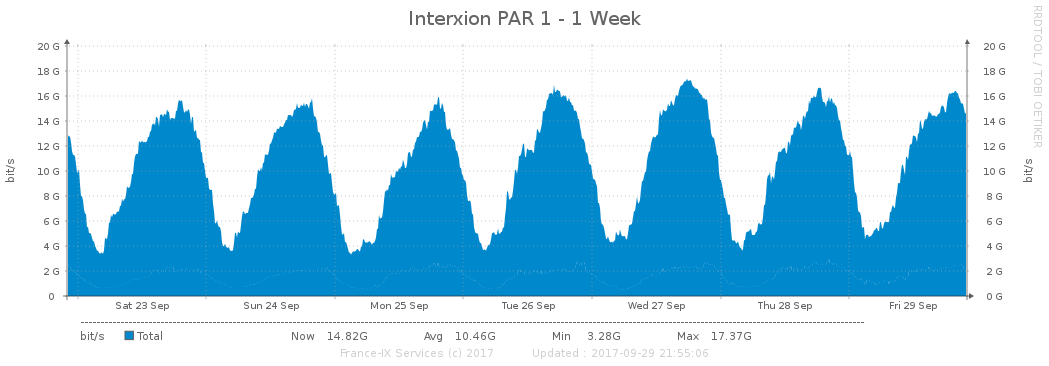 Interxion PAR 1 - 1 Week
RRDTOOL / TOBI OETIKER
20 G 20 G
18 G 18 G
16 G 16 G
14 G 14 G
12 G 12 G
10 G 10 G
8 G 8 G
6 G 6 G
4 G 4 G
2 G 2 G
0 0 G
bit/s
bit/s
Sat 23 Sep Sun 24 Sep Mon 25 Sep Tue 26 Sep Wed 27 Sep Thu 28 Sep Fri 29 Sep
bit/s Total Now 14.82G Avg 10.46G Min 3.28G Max 17.37G
France-IX Services (c) 2017 Updated : 2017-09-29 21:55:06